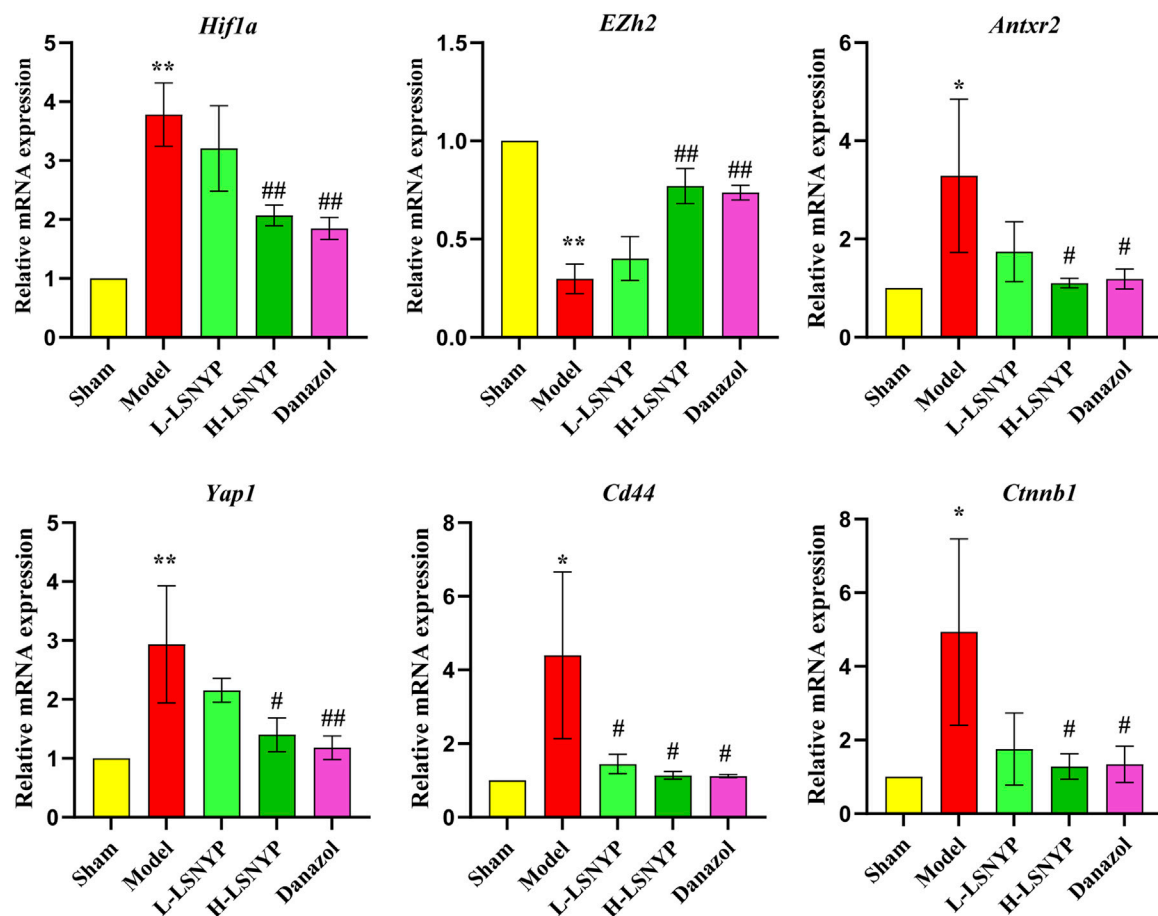 Hif1a
Relative mRNA expression
5
4
3
2
1
0
**
##
##
Sham
Model
L-LSNYP
H-LSNYP
Danazol
EZh2
Relative mRNA expression
1.5
1.0
0.5
0.0
**
##
##
Sham
Model
L-LSNYP
H-LSNYP
Danazol
Antxr2
Relative mRNA expression
6
4
2
0
*
#
#
Sham
Model
L-LSNYP
H-LSNYP
Danazol
Yap1
Relative mRNA expression
5
4
3
2
1
0
**
#
##
Sham
Model
L-LSNYP
H-LSNYP
Danazol
Cd44
Relative mRNA expression
8
6
4
2
0
*
#
#
#
Sham
Model
L-LSNYP
H-LSNYP
Danazol
Ctnnb1
Relative mRNA expression
8
6
4
2
0
*
#
#
Sham
Model
L-LSNYP
H-LSNYP
Danazol